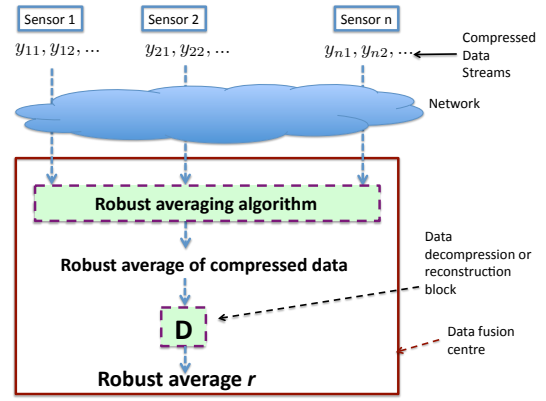 Sensor 1
Sensor 2
Sensor n
y11, y12, ...
y21, y22, ...
yn1, yn2, ...
Compressed
Data
Streams
Network
Robust averaging algorithm
Robust average of compressed data
Data
decompression or
reconstruction
block
D
Data fusion
centre
Robust average r